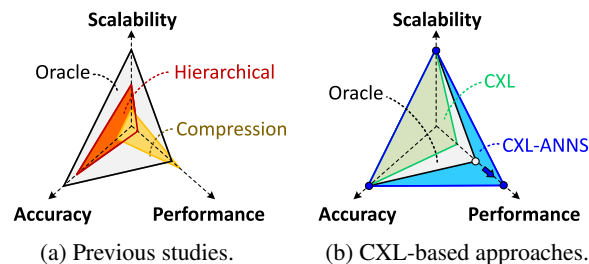 Scalability
Oracle
Hierarchical
Compression
Accuracy
Performance
(a) Previous studies.
Scalability
CXL
Oracle
CXL-ANNS
Accuracy
Performance
(b) CXL-based approaches.